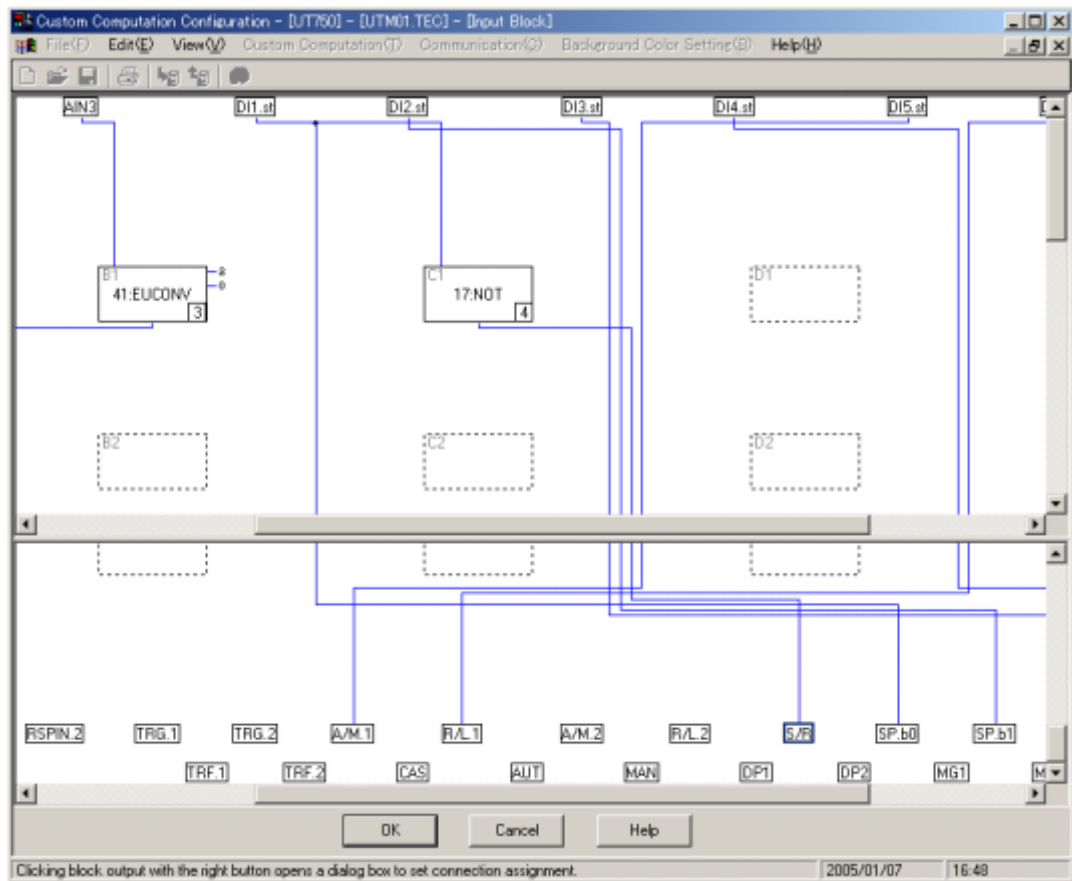 Custom Computation Configuration - [UT750] - [UTM01.TEC] - [Input Block]
File(F) Edit(E) View(V) Custom Computation(T) Communication(C) Background Color Setting(B) Help(H)
AIN3 DI1.st DI2.st DI3.st DI4.st DI5.st
B1 C1 D1
41:EUCONV 17:NOT
3 4
B2 C2 D2
RSPIN.2 TRG.1 TRG.2 A/M.1 R/L.1 A/M.2 R/L.2 S/R SP.b0 SP.b1
TRF.1 TRF.2 CAS AUT MAN DP1 DP2 MG1 M
OK Cancel Help
Clicking block output with the right button opens a dialog box to set connection assignment. 2005/01/07 16:48